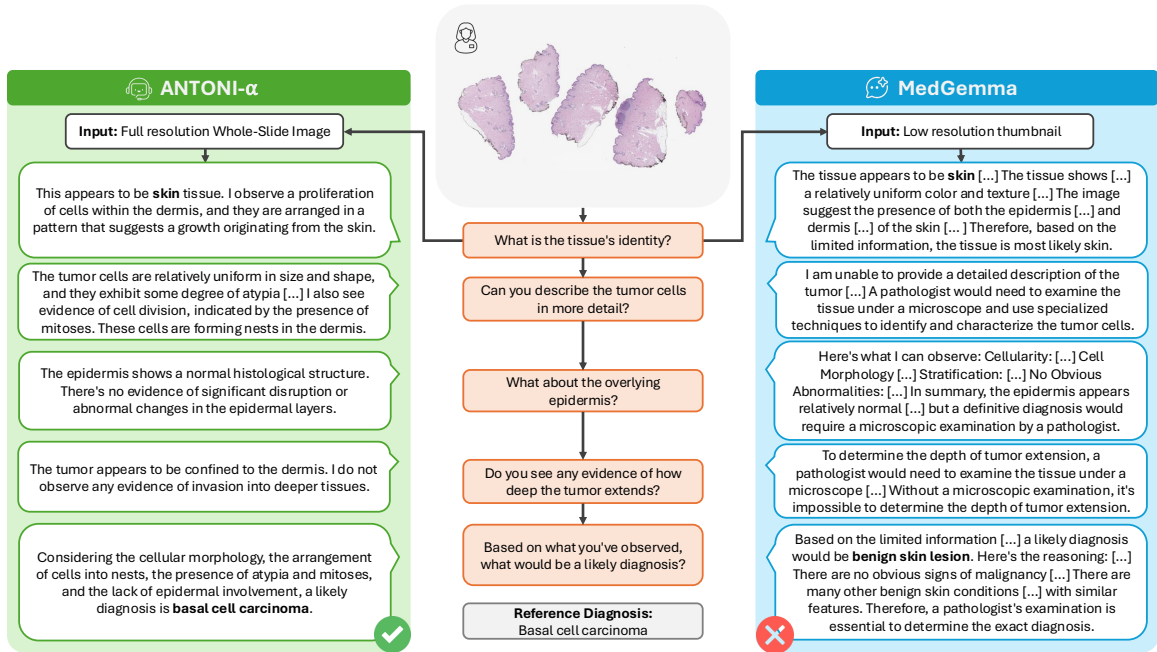 ANTONI-α
Input: Full resolution Whole-Slide Image
This appears to be skin tissue. I observe a proliferation
of cells within the dermis, and they are arranged in a
pattern that suggests a growth originating from the skin.
The tumor cells are relatively uniform in size and shape,
and they exhibit some degree of atypia [...] I also see
evidence of cell division, indicated by the presence of
mitoses. These cells are forming nests in the dermis.
The epidermis shows a normal histological structure.
There's no evidence of significant disruption or
abnormal changes in the epidermal layers.
The tumor appears to be confined to the dermis. I do not
observe any evidence of invasion into deeper tissues.
Considering the cellular morphology, the arrangement
of cells into nests, the presence of atypia and mitoses,
and the lack of epidermal involvement, a likely
diagnosis is basal cell carcinoma.
What is the tissue's identity?
Can you describe the tumor cells
in more detail?
What about the overlying
epidermis?
Do you see any evidence of how
deep the tumor extends?
Based on what you've observed,
what would be a likely diagnosis?
Reference Diagnosis:
Basal cell carcinoma
MedGemma
Input: Low resolution thumbnail
The tissue appears to be skin [...] The tissue shows [...]
a relatively uniform color and texture [...] The image
suggest the presence of both the epidermis [...] and
dermis [...] of the skin [... ] Therefore, based on the
limited information, the tissue is most likely skin.
I am unable to provide a detailed description of the
tumor [...] A pathologist would need to examine the
tissue under a microscope and use specialized
techniques to identify and characterize the tumor cells.
Here's what I can observe: Cellularity: [...] Cell
Morphology [...] Stratification: [...] No Obvious
Abnormalities: [...] In summary, the epidermis appears
relatively normal [...] but a definitive diagnosis would
require a microscopic examination by a pathologist.
To determine the depth of tumor extension, a
pathologist would need to examine the tissue under a
microscope [...] Without a microscopic examination, it's
impossible to determine the depth of tumor extension.
Based on the limited information [...] a likely diagnosis
would be benign skin lesion. Here's the reasoning: [...]
There are no obvious signs of malignancy [...] There are
many other benign skin conditions [...] with similar
features. Therefore, a pathologist's examination is
essential to determine the exact diagnosis.